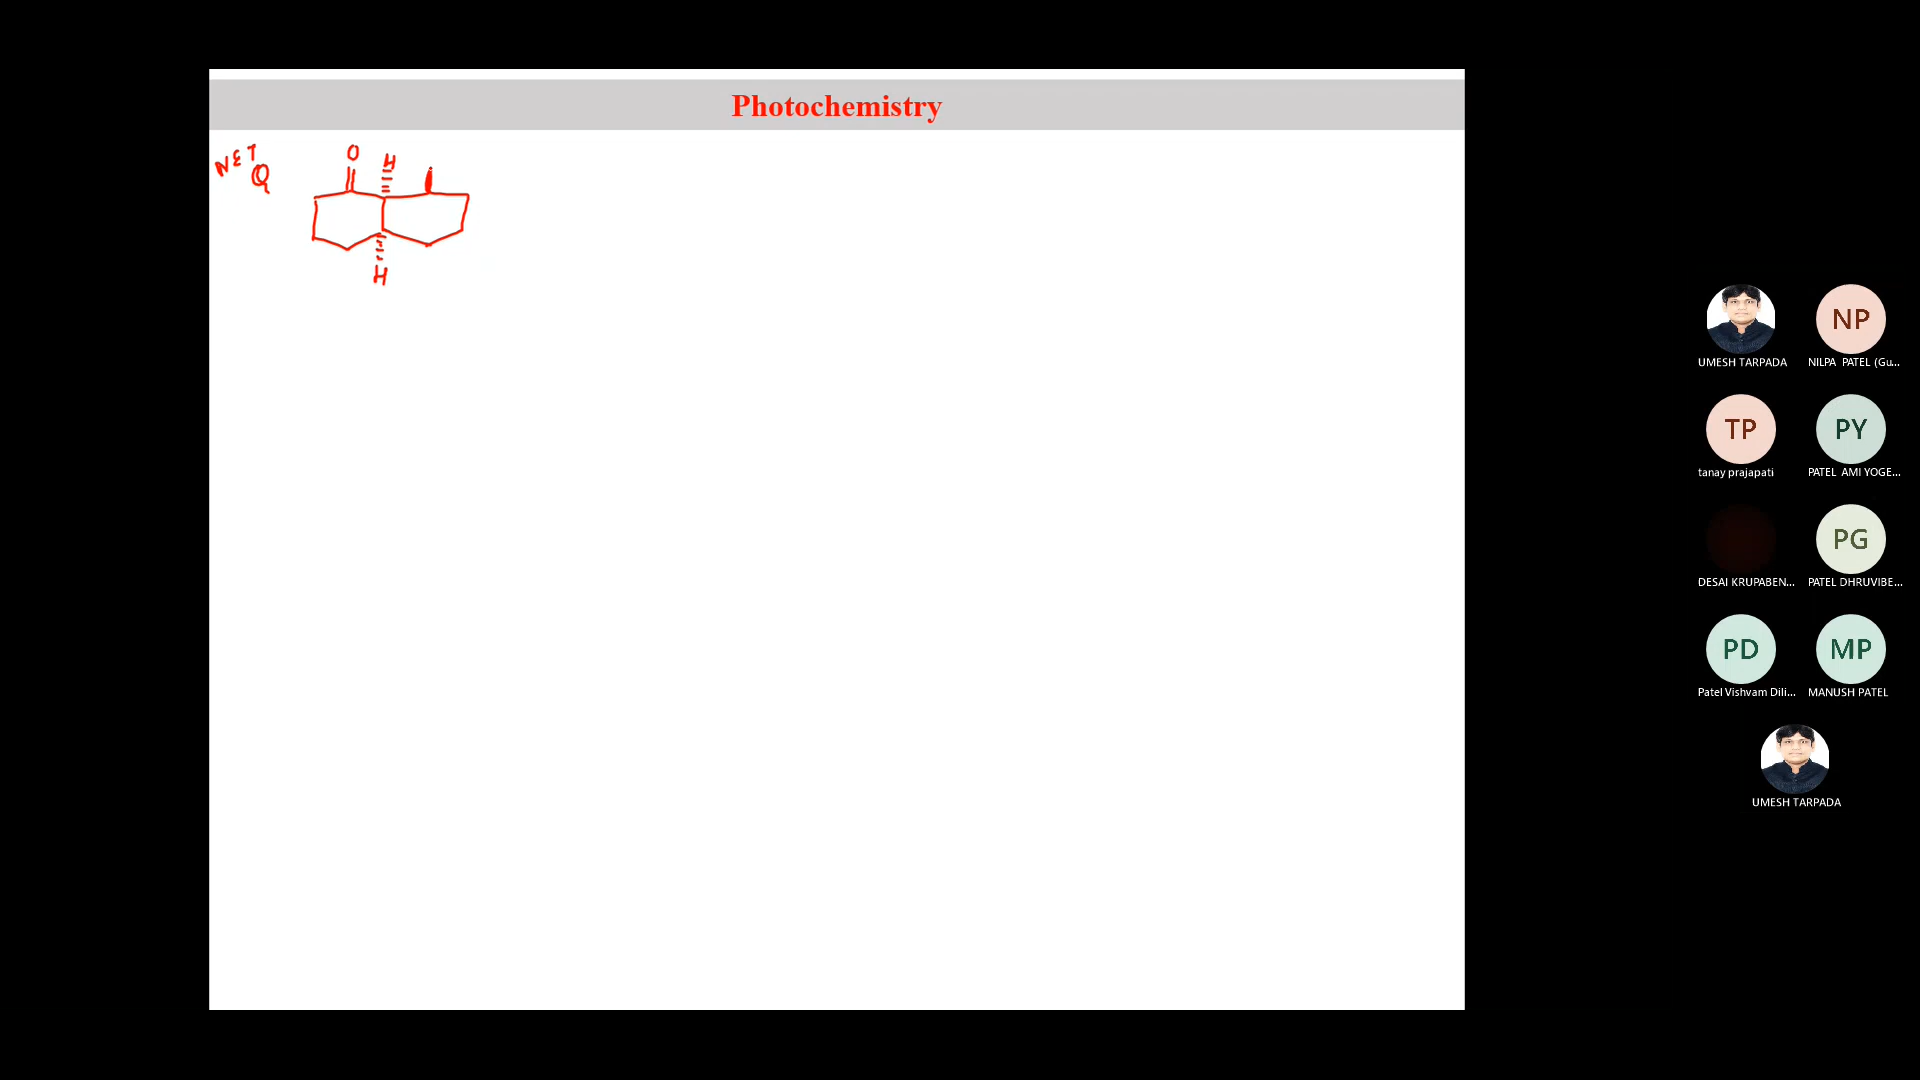 Photochemistry
NET
Q
O
H
H
NP
UMESH TARPADA
NILPA PATEL (Gu...
TP
PY
tanay prajapati
PATEL AMI YOGE...
PG
DESAI KRUPABEN...
PATEL DHRUVIBE...
PD
MP
Patel Vishvam Dili...
MANUSH PATEL
UMESH TARPADA